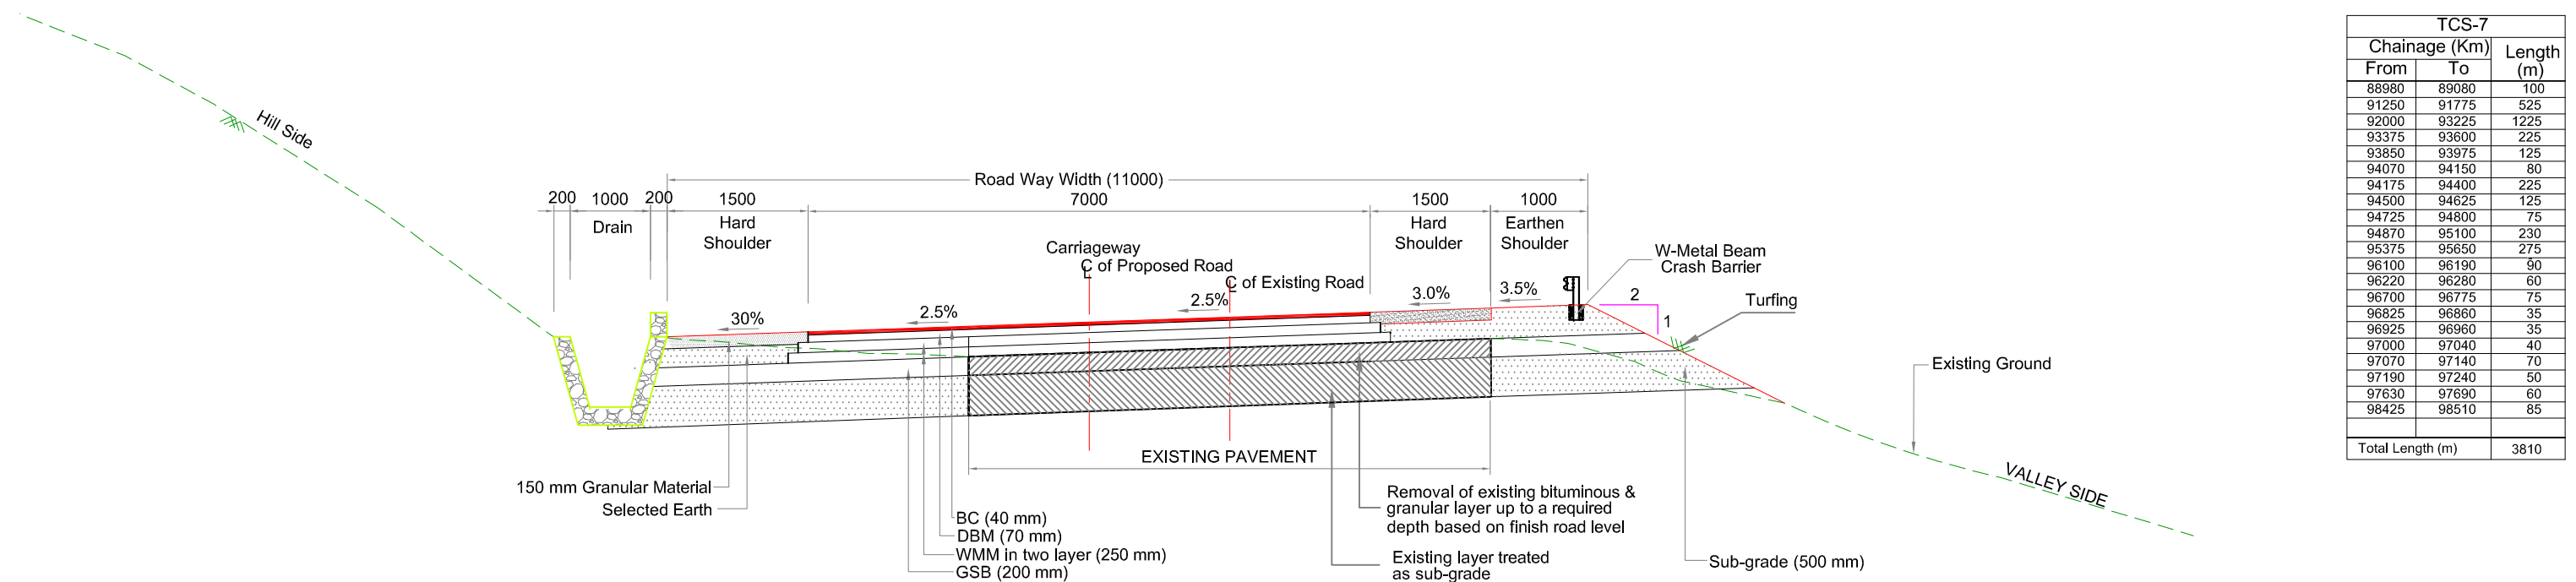 TCS-7
Chainage (Km) Length (m)
From To
88980 89080 100
91250 91775 525
92000 93225 1225
93375 93600 225
93850 93975 125
94070 94150 80
94175 94400 225
94500 94625 125
94725 94800 75
94870 95100 230
95375 95650 275
96100 96190 90
96220 96280 60
96700 96775 75
96825 96860 35
96925 96960 35
97000 97040 40
97070 97140 70
97190 97240 50
97630 97690 60
98425 98510 85
Total Length (m) 3810
Hill Side
Road Way Width (11000)
200 1000 200 1500 7000 1500 1000
Drain
Hard
Shoulder
Hard
Shoulder
Earthen
Shoulder
Carriageway
C L of Proposed Road
C L of Existing Road
W-Metal Beam
Crash Barrier
30% 2.5% 2.5% 3.0% 3.5%
2
1
Turfing
Existing Ground
VALLEY SIDE
EXISTING PAVEMENT
150 mm Granular Material
Selected Earth
BC (40 mm)
DBM (70 mm)
WMM in two layer (250 mm)
GSB (200 mm)
Removal of existing bituminous &
granular layer up to a required
depth based on finish road level
Existing layer treated
as sub-grade
Sub-grade (500 mm)